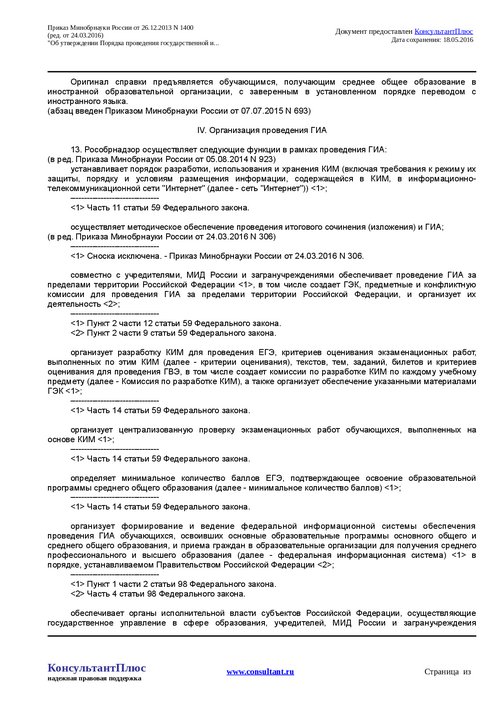 Приказ Минобрнауки России от 26.12.2013 N 1400
(ред. от 24.03.2016)
"Об утверждении Порядка проведения государственной и...
Документ предоставлен КонсультантПлюс
Дата сохранения: 18.05.2016
Оригинал справки предъявляется обучающимся, получающим среднее общее образование в
иностранной образовательной организации, с заверенным в установленном порядке переводом с
иностранного языка.
(абзац введен Приказом Минобрнауки России от 07.07.2015 N 693)
IV. Организация проведения ГИА
13. Рособрнадзор осуществляет следующие функции в рамках проведения ГИА:
(в ред. Приказа Минобрнауки России от 05.08.2014 N 923)
устанавливает порядок разработки, использования и хранения КИМ (включая требования к режиму их
защиты, порядку и условиям размещения информации, содержащейся в КИМ, в информационно-
телекоммуникационной сети "Интернет" (далее - сеть "Интернет")) <1>;
--------------------------------
<1> Часть 11 статьи 59 Федерального закона.
осуществляет методическое обеспечение проведения итогового сочинения (изложения) и ГИА;
(в ред. Приказа Минобрнауки России от 24.03.2016 N 306)
--------------------------------
<1> Сноска исключена. - Приказ Минобрнауки России от 24.03.2016 N 306.
совместно с учредителями, МИД России и загранучреждениями обеспечивает проведение ГИА за
пределами территории Российской Федерации <1>, в том числе создает ГЭК, предметные и конфликтную
комиссии для проведения ГИА за пределами территории Российской Федерации, и организует их
деятельность <2>;
--------------------------------
<1> Пункт 2 части 12 статьи 59 Федерального закона.
<2> Пункт 2 части 9 статьи 59 Федерального закона.
организует разработку КИМ для проведения ЕГЭ, критериев оценивания экзаменационных работ,
выполненных по этим КИМ (далее - критерии оценивания), текстов, тем, заданий, билетов и критериев
оценивания для проведения ГВЭ, в том числе создает комиссии по разработке КИМ по каждому учебному
предмету (далее - Комиссия по разработке КИМ), а также организует обеспечение указанными материалами
ГЭК <1>;
--------------------------------
<1> Часть 14 статьи 59 Федерального закона.
организует централизованную проверку экзаменационных работ обучающихся, выполненных на
основе КИМ <1>;
--------------------------------
<1> Часть 14 статьи 59 Федерального закона.
определяет минимальное количество баллов ЕГЭ, подтверждающее освоение образовательной
программы среднего общего образования (далее - минимальное количество баллов) <1>;
--------------------------------
<1> Часть 14 статьи 59 Федерального закона.
организует формирование и ведение федеральной информационной системы обеспечения
проведения ГИА обучающихся, освоивших основные образовательные программы основного общего и
среднего общего образования, и приема граждан в образовательные организации для получения среднего
профессионального и высшего образования (далее - федеральная информационная система) <1> в
порядке, устанавливаемом Правительством Российской Федерации <2>;
--------------------------------
<1> Пункт 1 части 2 статьи 98 Федерального закона.
<2> Часть 4 статьи 98 Федерального закона.
обеспечивает органы исполнительной власти субъектов Российской Федерации, осуществляющие
государственное управление в сфере образования, учредителей, МИД России и загранучреждения
КонсультантПлюс
надежная правовая поддержка
www.consultant.ru
Страница из